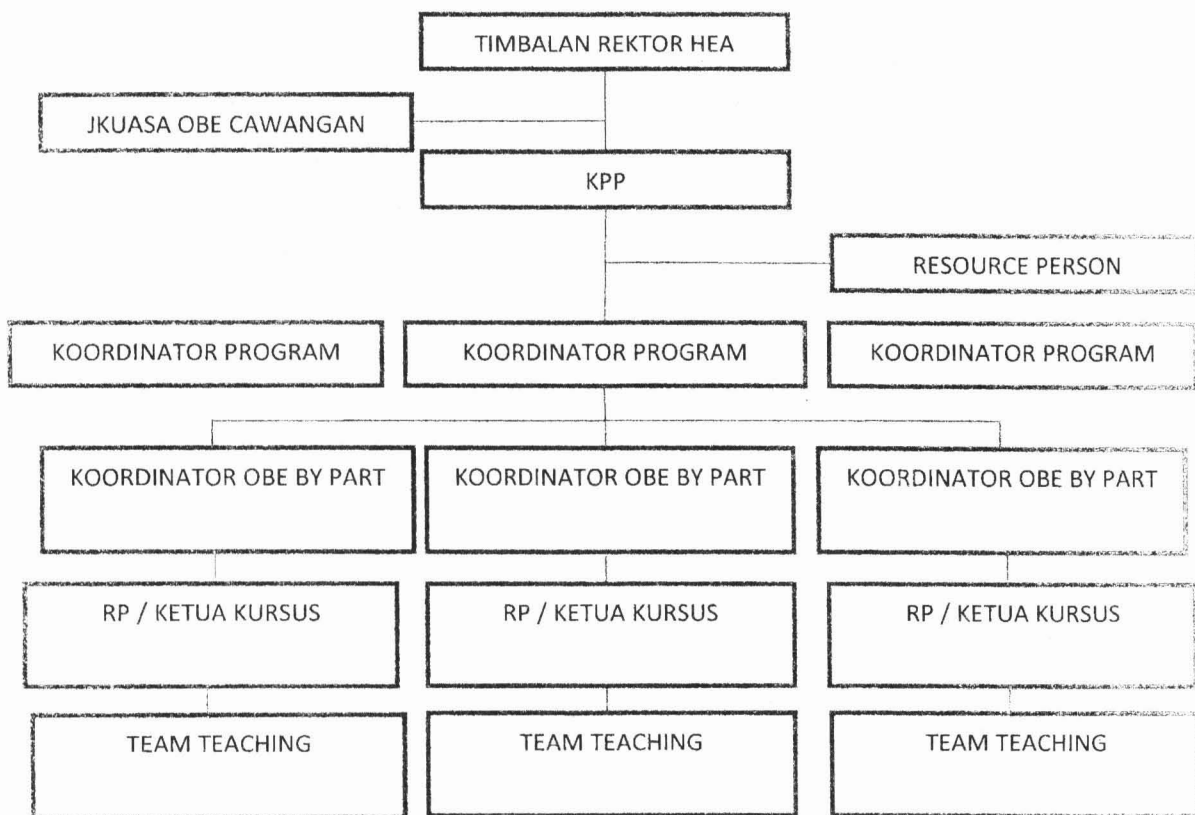 TIMBALAN REKTOR HEA
JKUASA OBE CAWANGAN
KPP
RESOURCE PERSON
KOORDINATOR PROGRAM
KOORDINATOR PROGRAM
KOORDINATOR PROGRAM
KOORDINATOR OBE BY PART
KOORDINATOR OBE BY PART
KOORDINATOR OBE BY PART
RP / KETUA KURSUS
RP / KETUA KURSUS
RP / KETUA KURSUS
TEAM TEACHING
TEAM TEACHING
TEAM TEACHING